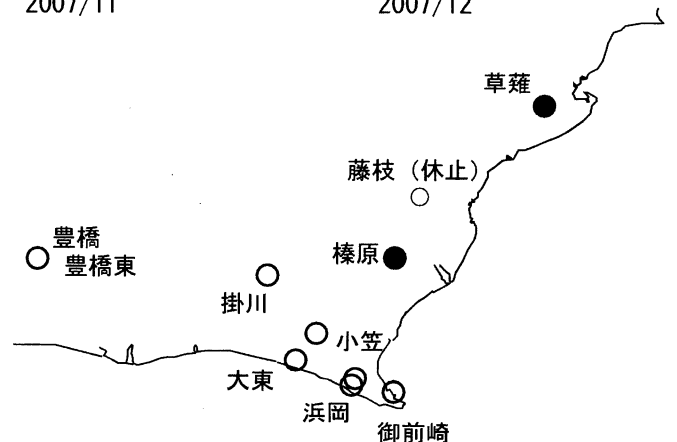 2007/11
2007/12
草薙
藤枝（休止）
豊橋
豊橋東
榛原
掛川
小笠
大東
浜岡
御前崎